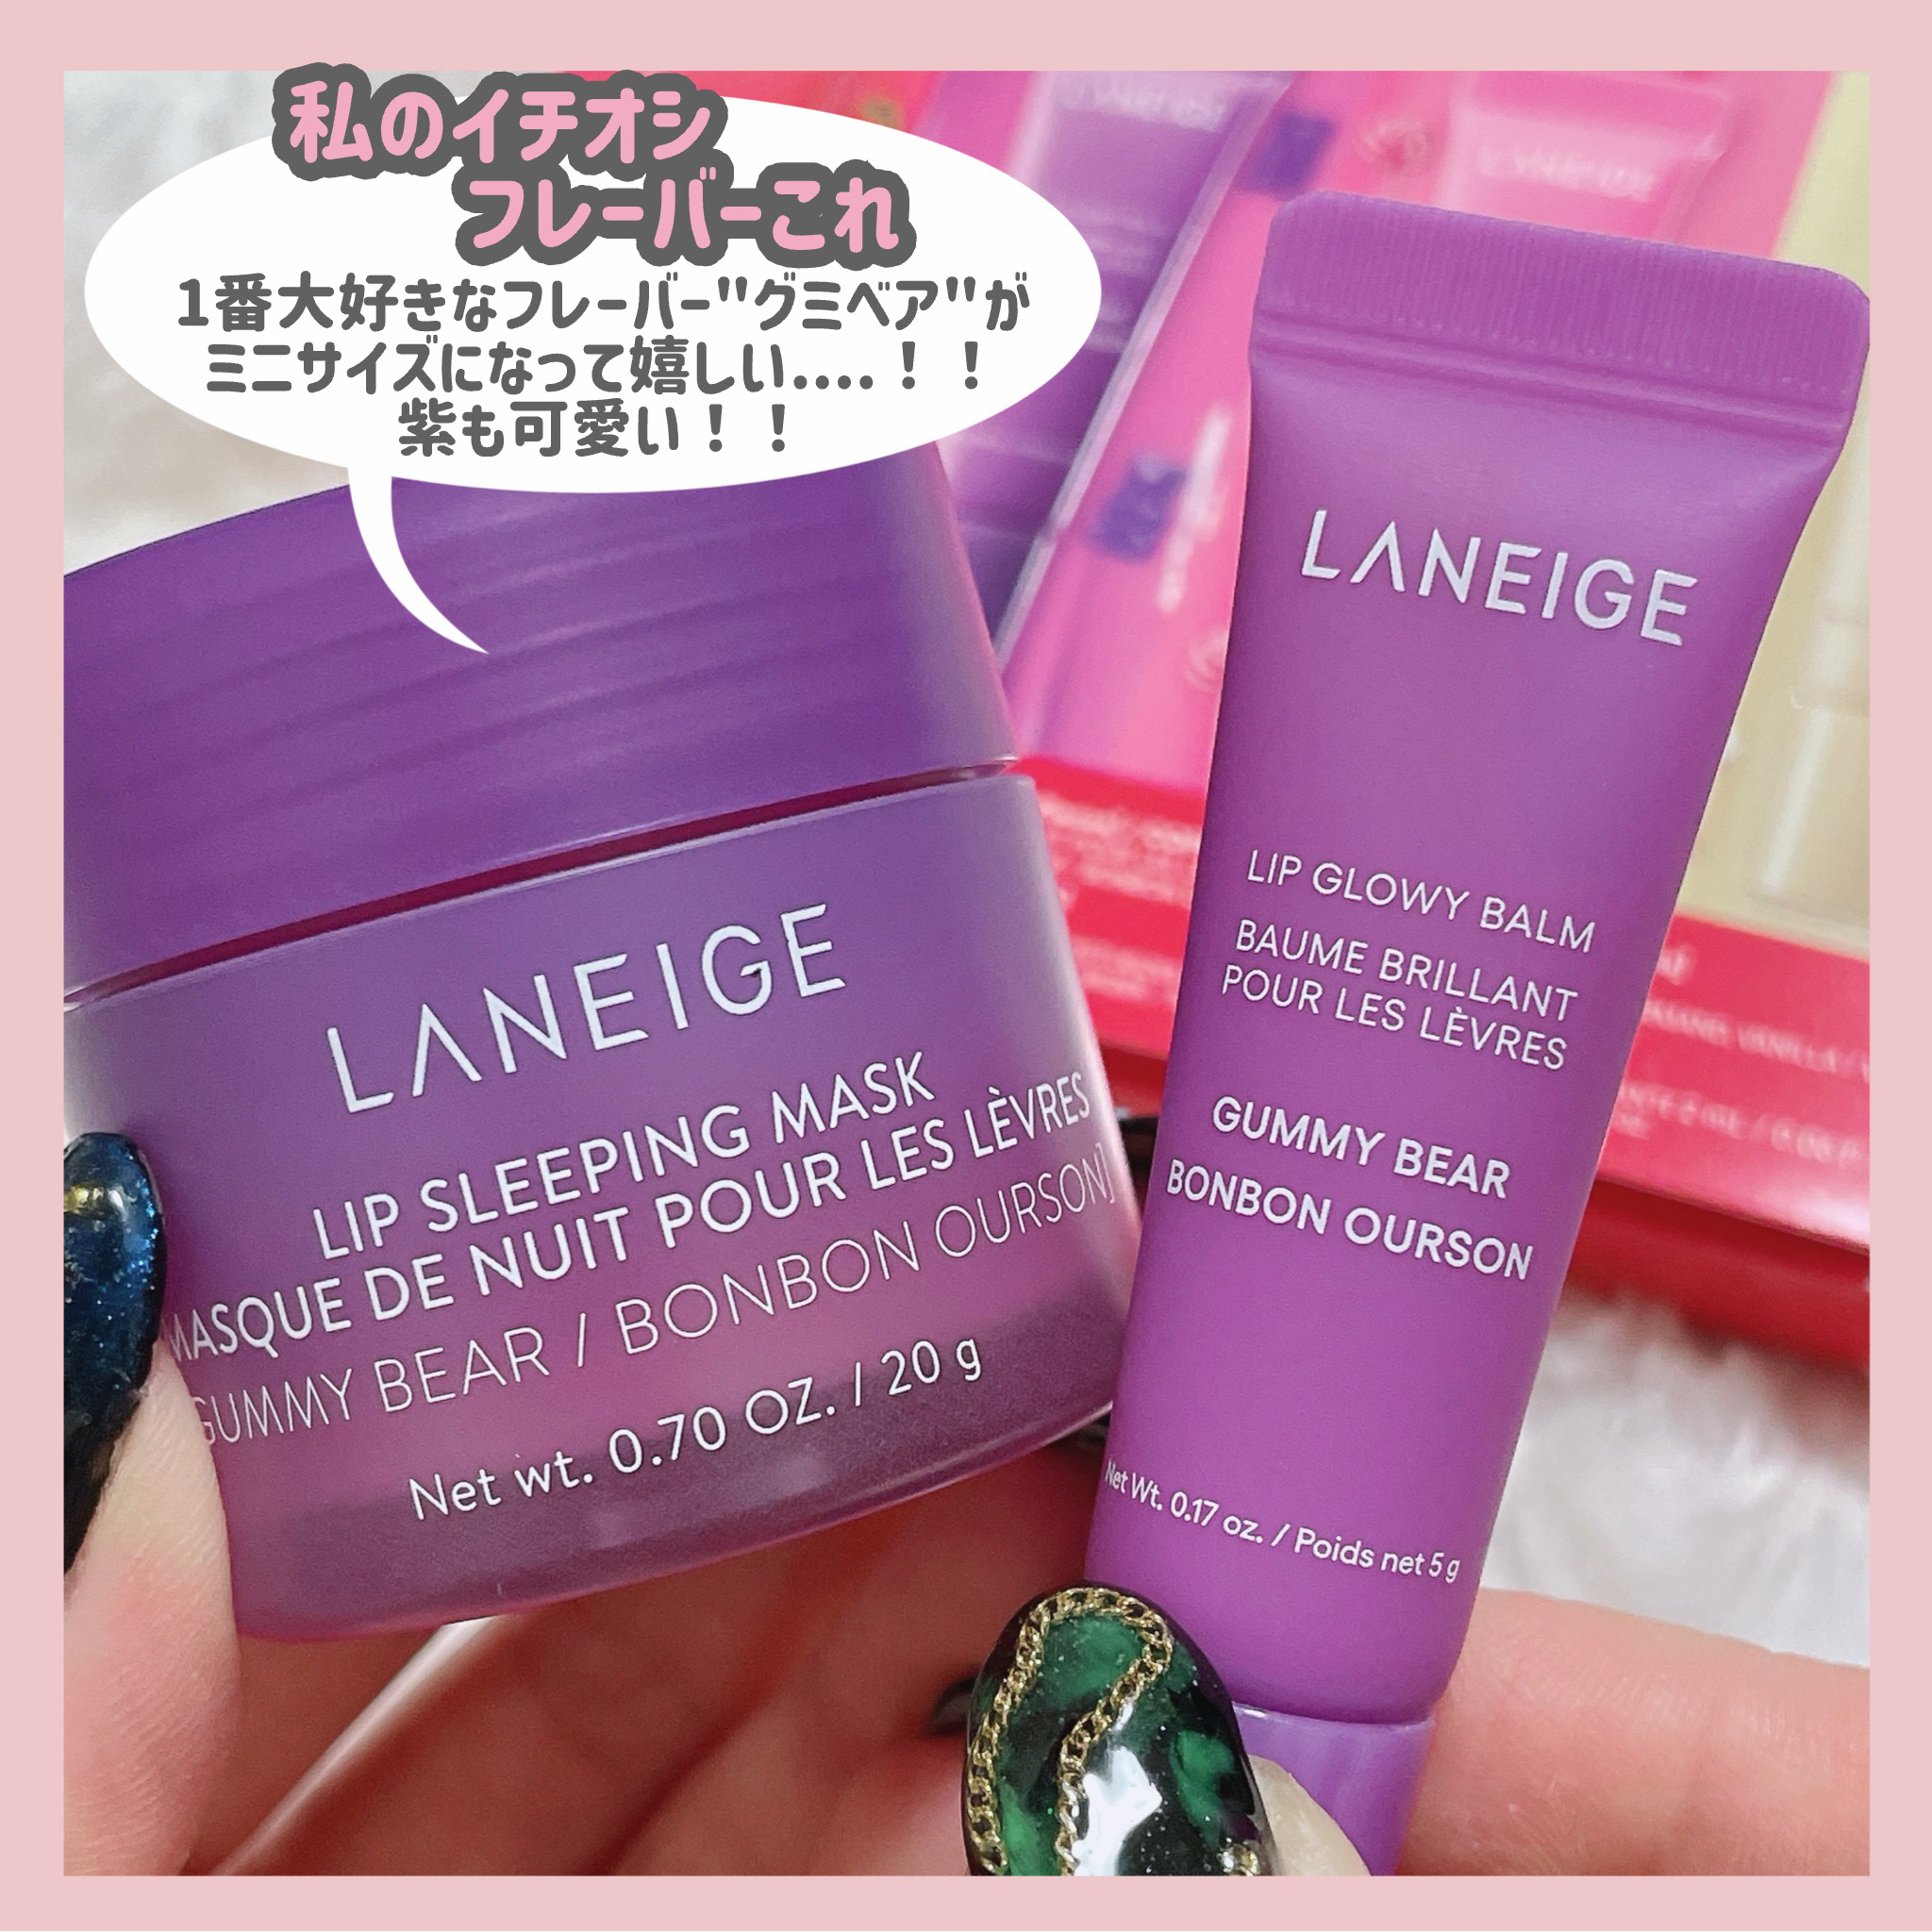 私のイチオシ
フレーバーこれ
1番大好きなフレーバー"グミベア"が
ミニサイズになって嬉しい....！！
紫も可愛い！！
LANEIGE
LIP SLEEPING MASK
MASQUE DE NUIT POUR LES LÈVRES
GUMMY BEAR / BONBON OURSON]
Net wt. 0.70 OZ. / 20 g
LANEIGE
LIP GLOWY BALM
BAUME BRILLANT
POUR LES LÈVRES
GUMMY BEAR
BONBON OURSON
Net Wt. 0.17 oz. / Poids net 5 g
LANEIGE